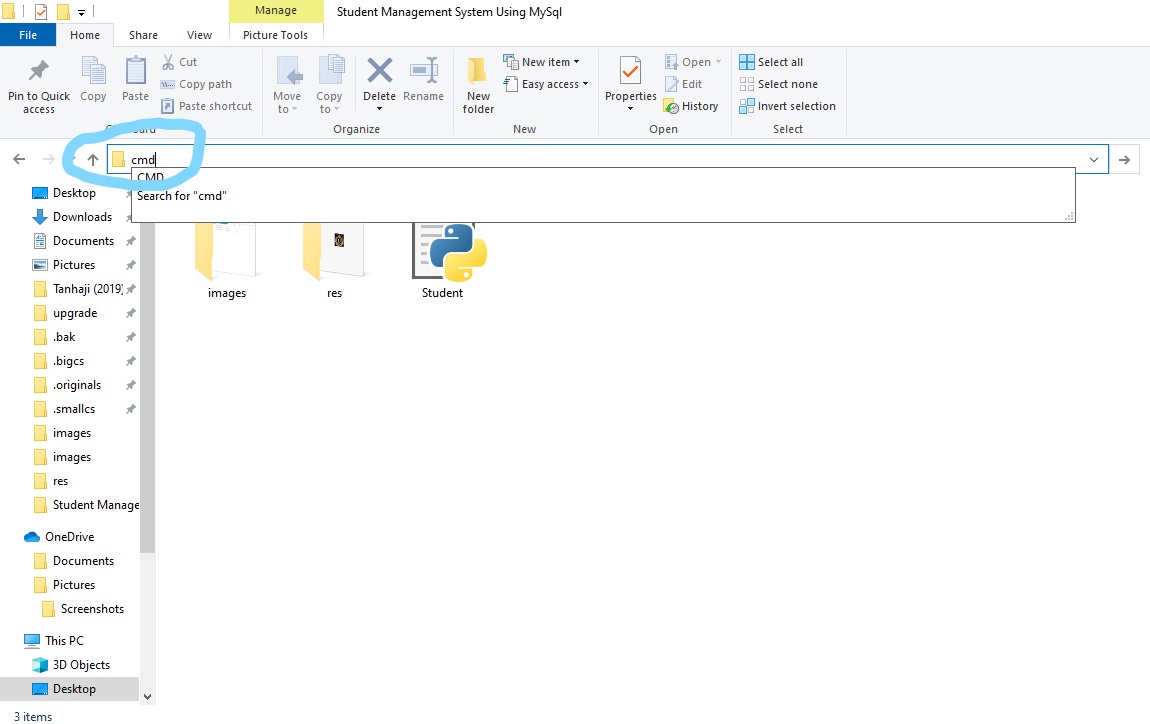 Manage
Student Management System Using MySql
File
Home
Share
View
Picture Tools
Pin to Quick access
Copy
Paste
Cut
Copy path
Paste shortcut
Move to
Copy to
Delete
Rename
New folder
New item
Easy access
Properties
Open
Edit
History
Select all
Select none
Invert selection
Organize
New
Open
Select
cmd
CMD
Search for "cmd"
Desktop
Downloads
Documents
Pictures
Tanhaji (2019)
upgrade
.bak
.bigcs
.originals
.smallcs
images
images
res
Student Manage
OneDrive
Documents
Pictures
Screenshots
This PC
3D Objects
Desktop
images
res
Student
3 items